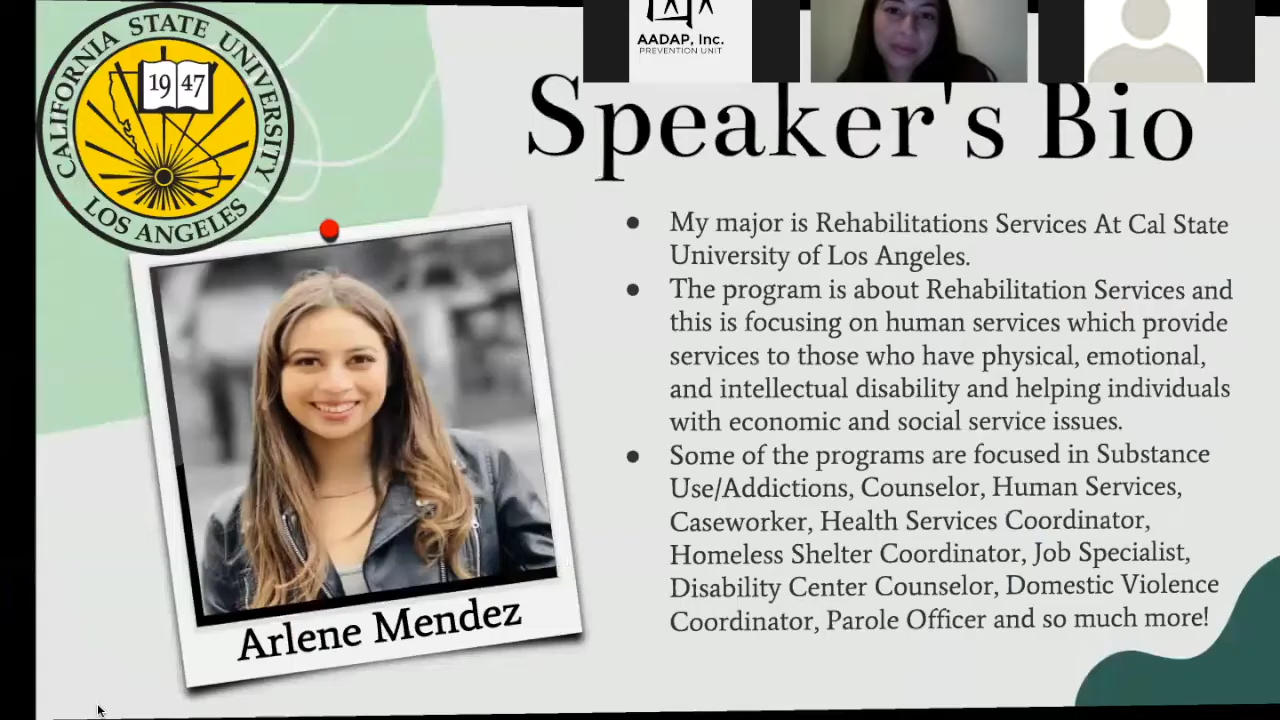 CALIFORNIA STATE UNIVERSITY
19 47
LOS ANGELES
AADAP, Inc.
PREVENTION UNIT
Speaker's Bio
● My major is Rehabilitations Services At Cal State
University of Los Angeles.
● The program is about Rehabilitation Services and
this is focusing on human services which provide
services to those who have physical, emotional,
and intellectual disability and helping individuals
with economic and social service issues.
● Some of the programs are focused in Substance
Use/Addictions, Counselor, Human Services,
Caseworker, Health Services Coordinator,
Homeless Shelter Coordinator, Job Specialist,
Disability Center Counselor, Domestic Violence
Coordinator, Parole Officer and so much more!
Arlene Mendez